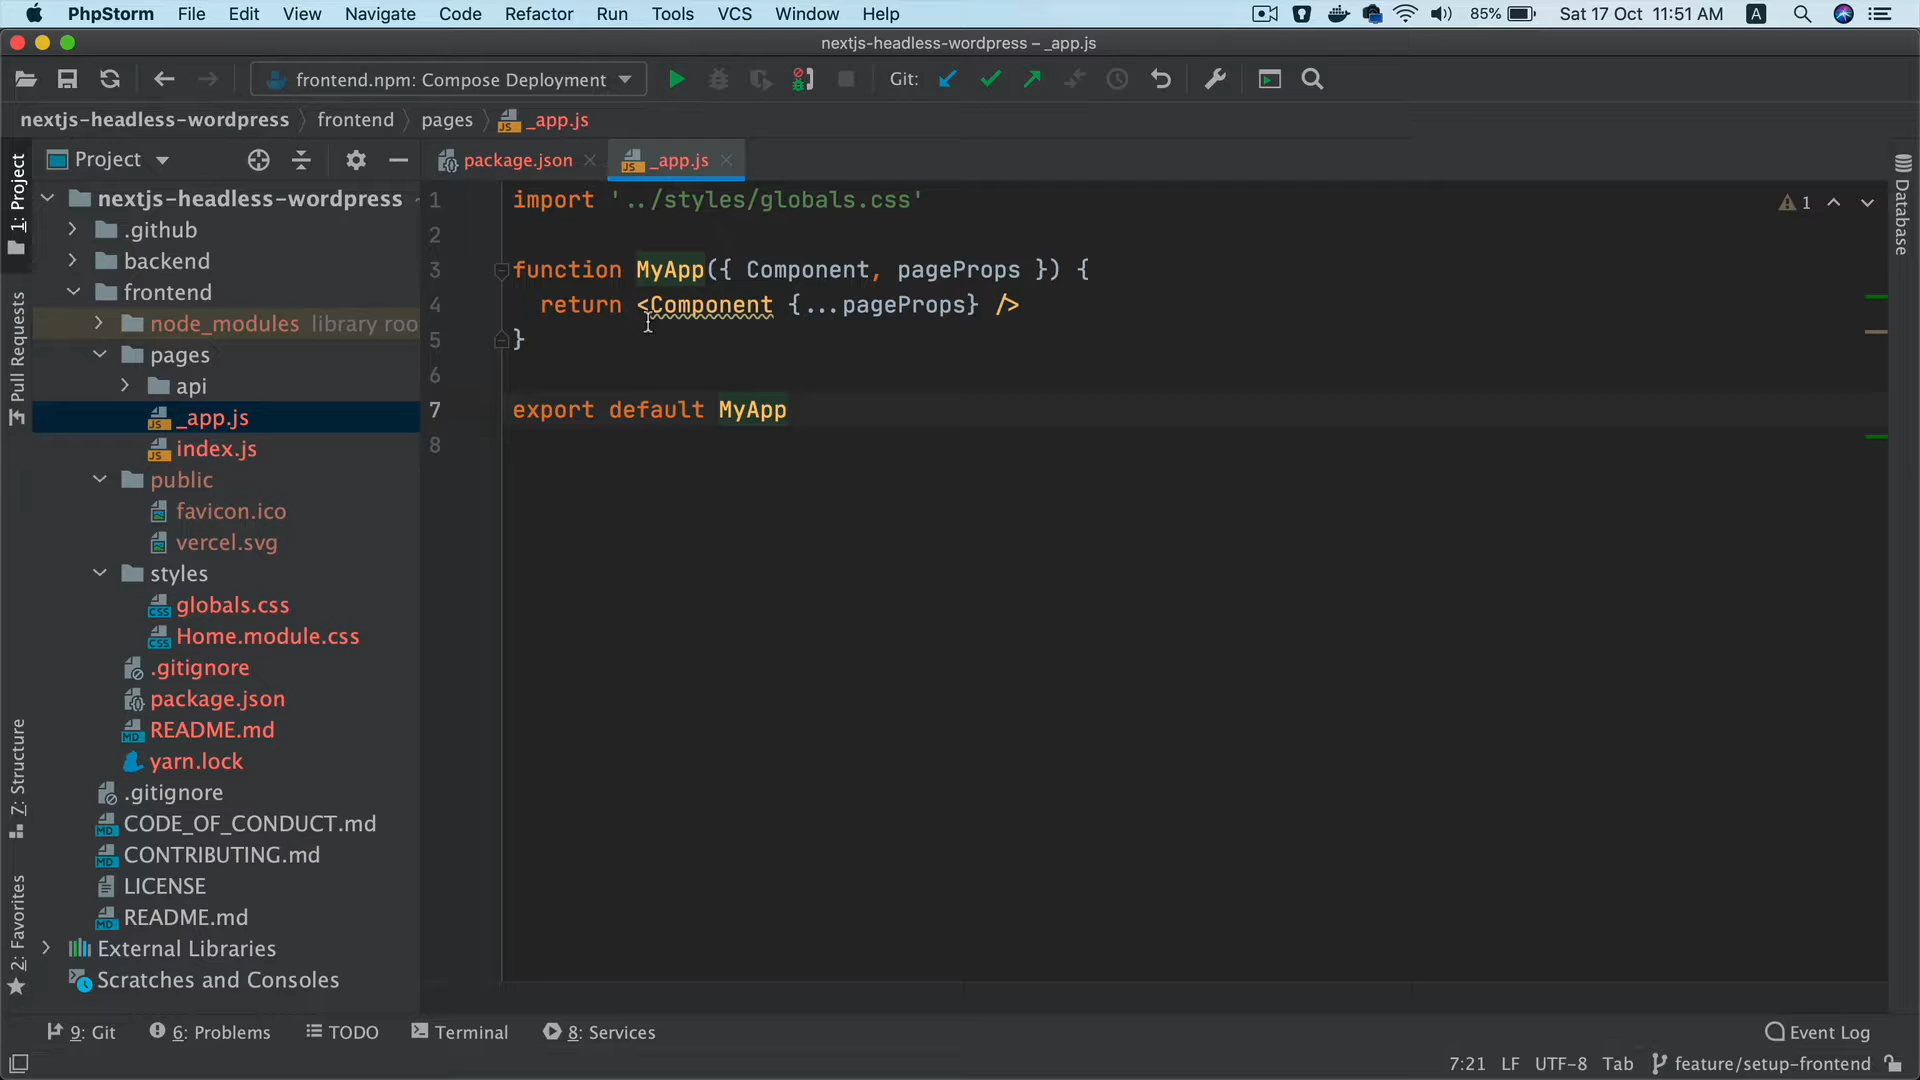 PhpStorm File Edit View Navigate Code Refactor Run Tools VCS Window Help 85% Sat 17 Oct 11:51 AM A
nextjs-headless-wordpress – _app.js
frontend.npm: Compose Deployment Git:
nextjs-headless-wordpress frontend pages _app.js
Project
package.json
_app.js
1: Project
Pull Requests
7: Structure
2: Favorites
nextjs-headless-wordpress
.github
backend
frontend
node_modules library roo
pages
api
_app.js
index.js
public
favicon.ico
vercel.svg
styles
globals.css
Home.module.css
.gitignore
package.json
README.md
yarn.lock
.gitignore
CODE_OF_CONDUCT.md
CONTRIBUTING.md
LICENSE
README.md
External Libraries
Scratches and Consoles
1 import '../styles/globals.css'
2
3 function MyApp({ Component, pageProps }) {
4 return <Component {...pageProps} />
5 }
6
7 export default MyApp
8
1
Database
9: Git 6: Problems TODO Terminal 8: Services Event Log
7:21 LF UTF-8 Tab feature/setup-frontend